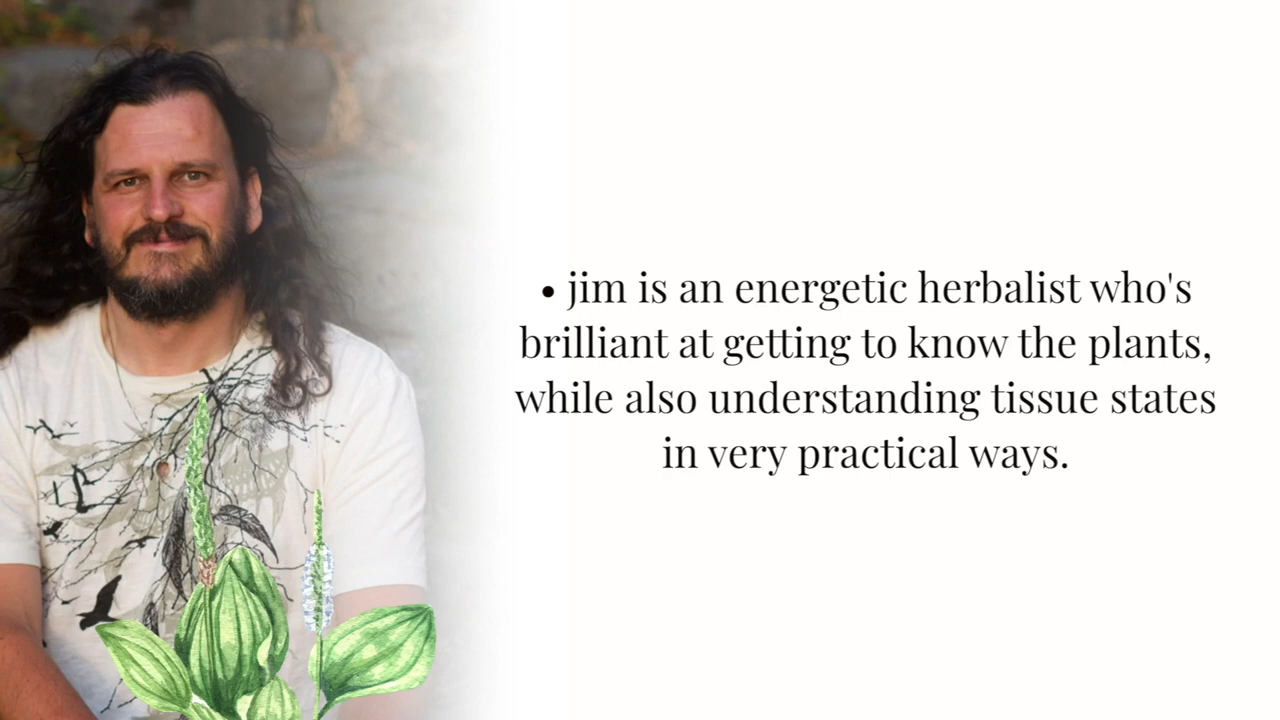 • jim is an energetic herbalist who's
brilliant at getting to know the plants,
while also understanding tissue states
in very practical ways.